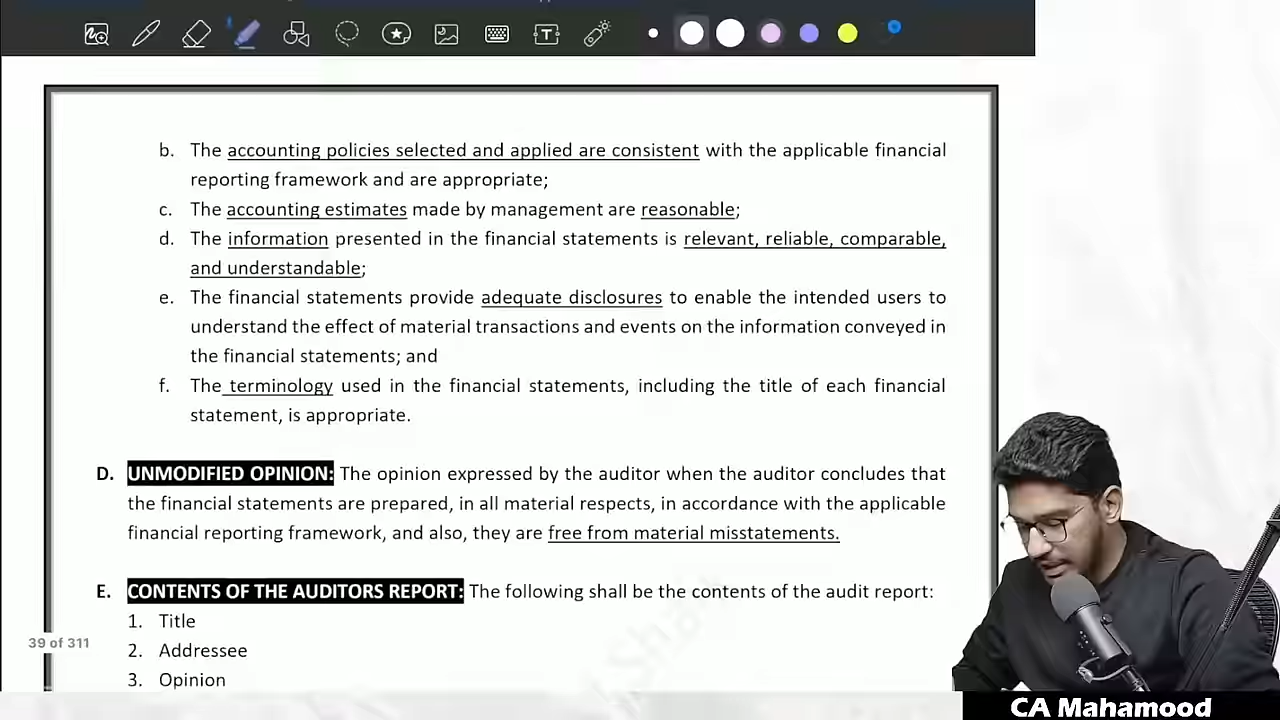 b. The accounting policies selected and applied are consistent with the applicable financial
reporting framework and are appropriate;
c. The accounting estimates made by management are reasonable;
d. The information presented in the financial statements is relevant, reliable, comparable,
and understandable;
e. The financial statements provide adequate disclosures to enable the intended users to
understand the effect of material transactions and events on the information conveyed in
the financial statements; and
f. The terminology used in the financial statements, including the title of each financial
statement, is appropriate.
D. UNMODIFIED OPINION: The opinion expressed by the auditor when the auditor concludes that
the financial statements are prepared, in all material respects, in accordance with the applicable
financial reporting framework, and also, they are free from material misstatements.
E. CONTENTS OF THE AUDITORS REPORT: The following shall be the contents of the audit report:
1. Title
39 of 311
2. Addressee
3. Opinion
CA Mahamood